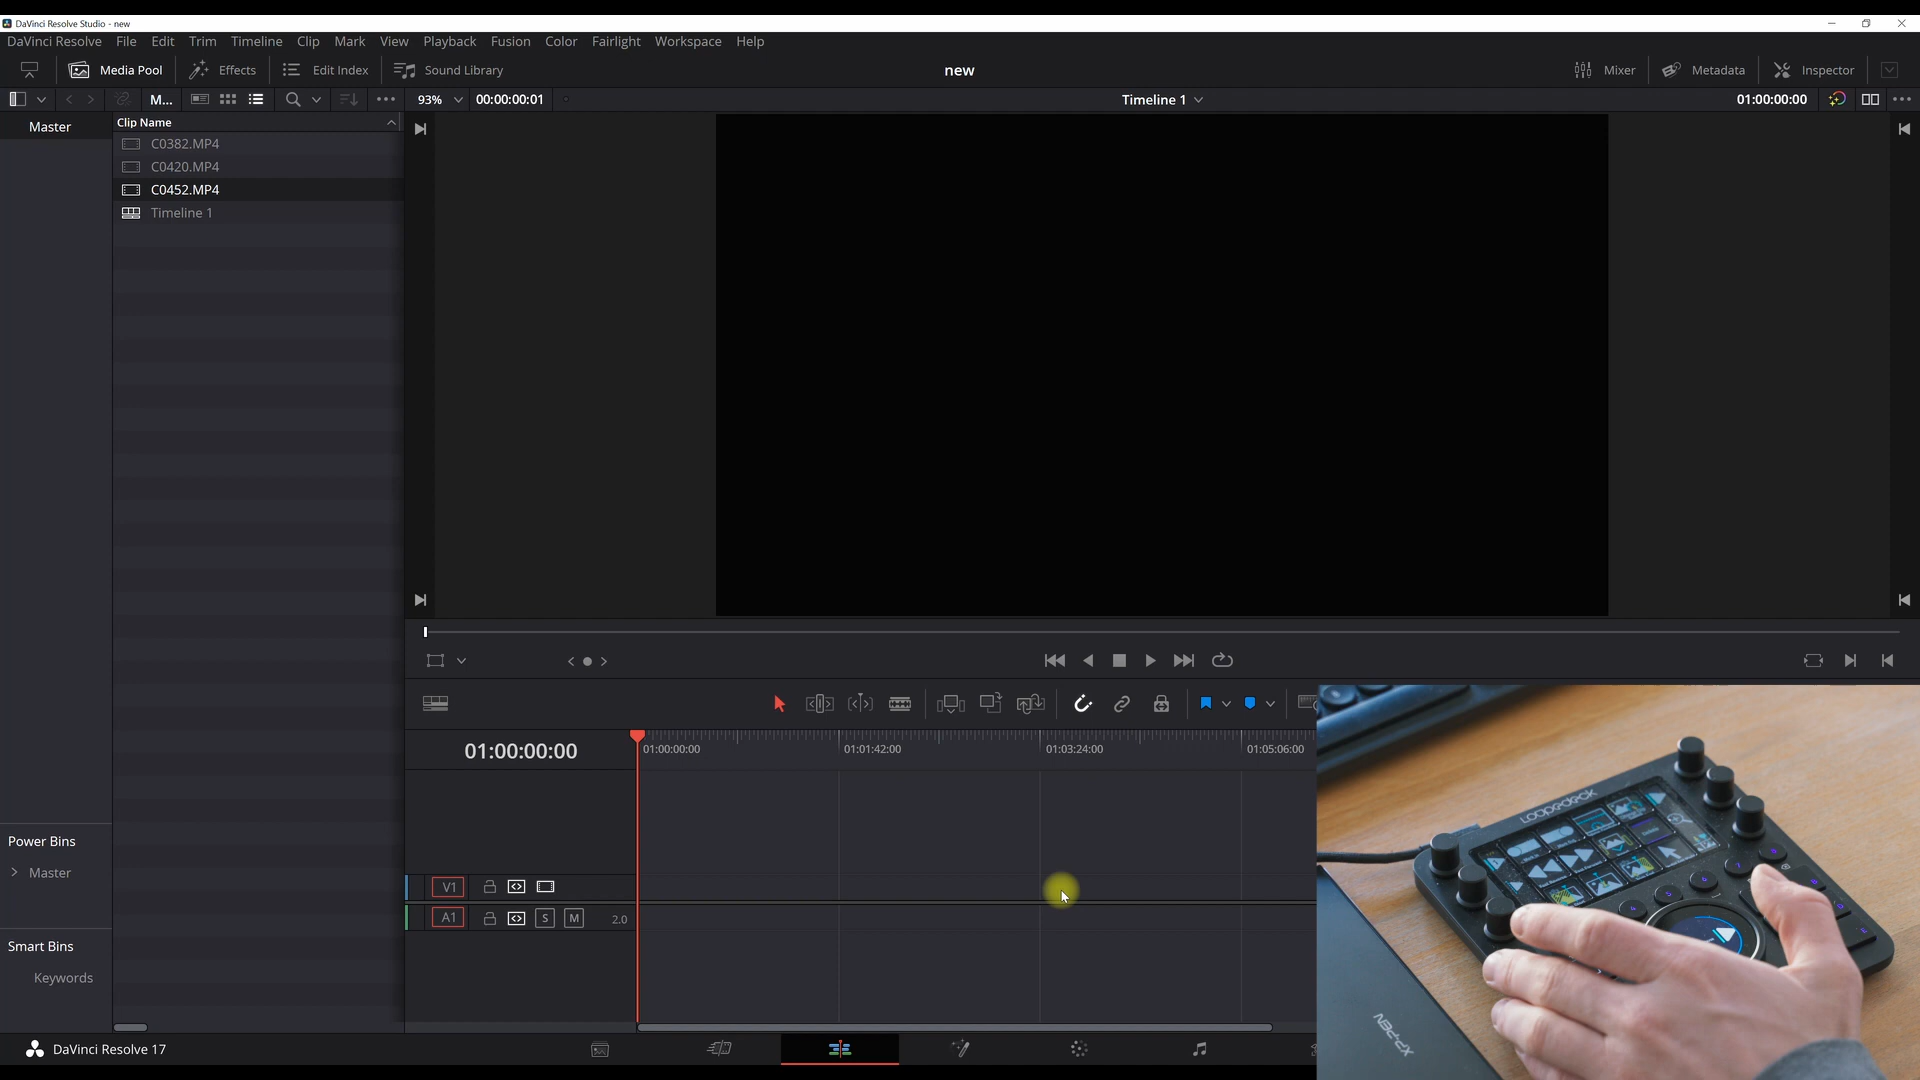 DaVinci Resolve Studio - new
DaVinci Resolve File Edit Trim Timeline Clip Mark View Playback Fusion Color Fairlight Workspace Help
Media Pool Effects Edit Index Sound Library new Mixer Metadata Inspector
M... 93% 00:00:00:01 Timeline 1 01:00:00:00
Master
Clip Name
C0382.MP4
C0420.MP4
C0452.MP4
Timeline 1
01:00:00:00
01:00:00:00 01:01:42:00 01:03:24:00 01:05:06:00
Power Bins
Master
V1
A1 S M 2.0
Smart Bins
Keywords
DaVinci Resolve 17
Loupedeck
XP-PEN